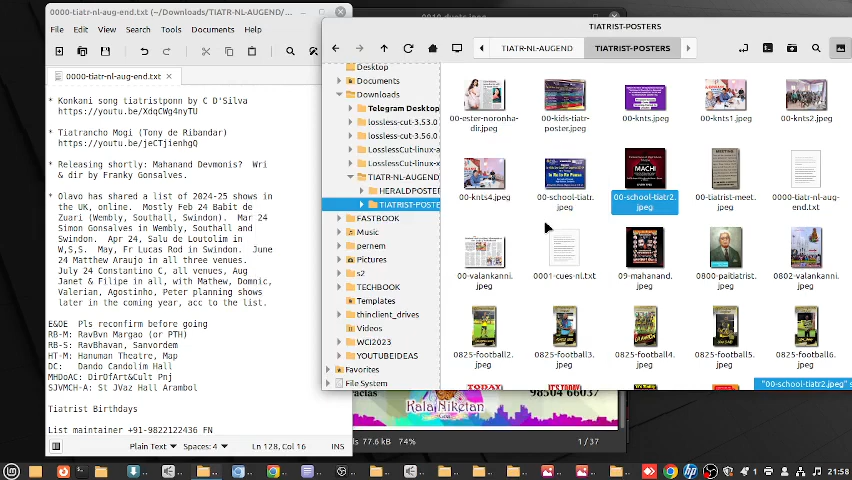 0000-tiatr-nl-aug-end.txt (~/Downloads/TIATR-NL-AUGEND/...
File Edit View Search Tools Documents Help
0000-tiatr-nl-aug-end.txt
* Konkani song tiatristponn by C D'Silva
https://youtu.be/XdqCWg4nyTU
* Tiatrancho Mogi (Tony de Ribandar)
https://youtu.be/jeCTjienhgQ
* Releasing shortly: Mahanand Devmonis? Wri
& dir by Franky Gonsalves.
* Olavo has shared a list of 2024-25 shows in
the UK, online. Mostly Feb 24 Babit de
Zuari (Wembly, Southall, Swindon). Mar 24
Simon Gonsalves in Wembly, Southall and
Swindon. Apr 24, Salu de Loutolim in
W,S,S. May, Reliance in Swindon. June
24 Matthew Araujo in all three venues.
July 24 Constantino C, all venues, Aug
Janet & Filipe in all, with Mathew, Domnic,
Valerian, Agostinho, Peter planning shows
later in the coming year, acc to the list.
E&OE Pls reconfirm before going
RB-M: RavBvn Margao (or PTH)
RB-S: RavBhavan, Sanvordem
HT-M: Hanuman Theatre, Map
DC: Dando Candolim Hall
MHDoAC: DirOfArt&Cult Pnj
SJVMCH-A: St JVaz Hall Arambol
Tiatrist Birthdays
List maintainer +91-9822122436 FN
Plain Text Spaces: 4 Ln 128, Col 16 INS
TIATRIST-POSTERS
TIATR-NL-AUGEND TIATRIST-POSTERS
Desktop
Documents
Downloads
Telegram Desktop
lossless-cut-3.53.0
lossless-cut-3.56.0
LosslessCut-linux-a
LosslessCut-linux-x
TIATR-NL-AUGEND
HERALDPOSTER
TIATRIST-POSTE
FASTBOOK
Music
pernem
Pictures
s2
TECHBOOK
Templates
thinclient_drives
Videos
WCI2023
YOUTUBEIDEAS
Favorites
File System
00-ester-noronha-dir.jpeg
00-kids-tiatr-poster.jpeg
00-knts.jpeg
00-knts1.jpeg
00-knts2.jpeg
00-knts4.jpeg
00-school-tiatr.jpeg
MACHI
00-school-tiatr2.jpeg
00-tiatrist-meet.jpeg
0000-tiatr-nl-aug-end.txt
00-valankanni.jpeg
0001-cues-nl.txt
09-mahanand.jpeg
0800-paitiatrist.jpeg
0802-valankani.jpeg
0825-football2.jpeg
0825-football3.jpeg
0825-football4.jpeg
0825-football5.jpeg
0825-football6.jpeg
"00-school-tiatr2.jpeg" s
98504 66037
Kala Niketan
77.6 kB 74% 1 / 37
21:58